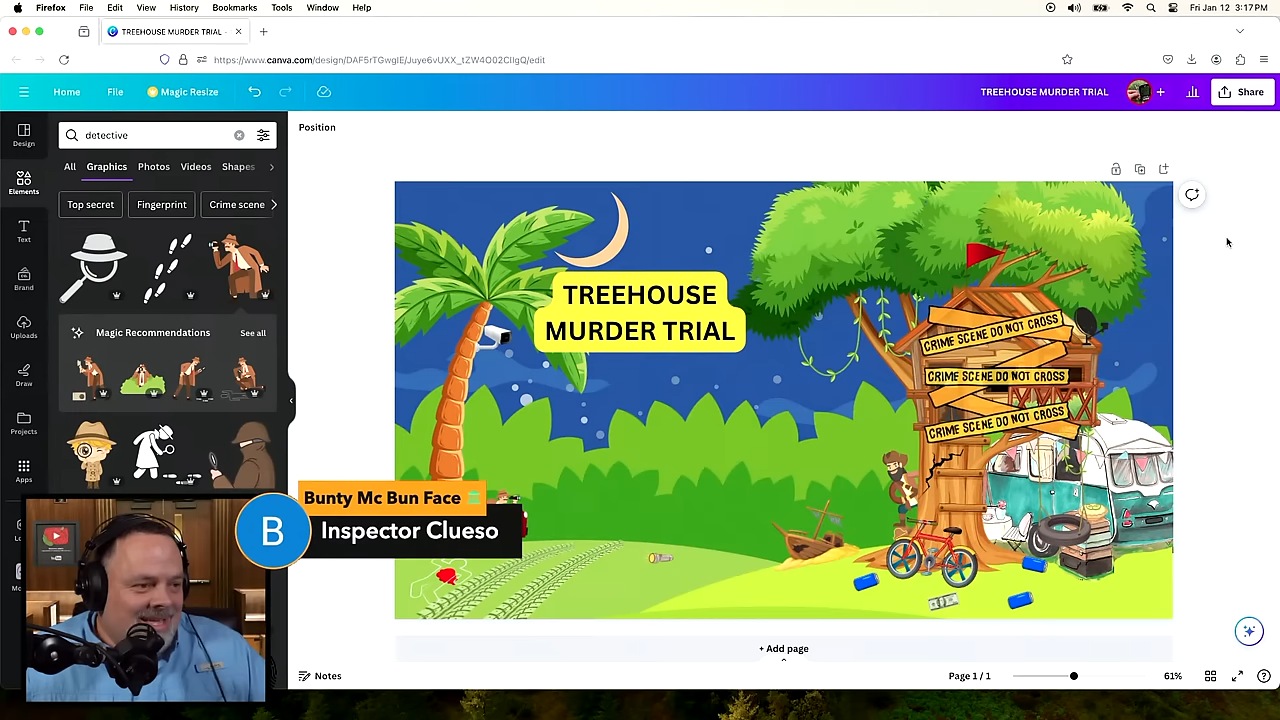 Firefox File Edit View History Bookmarks Tools Window Help
Fri Jan 12 3:17 PM
TREEHOUSE MURDER TRIAL -
https://www.canva.com/design/DAF5rTGwgIE/Juye6vUXX_tZW4O02CIIgQ/edit
Home File Magic Resize
TREEHOUSE MURDER TRIAL
Share
Design
Elements
Text
Brand
Uploads
Draw
Projects
Apps
detective
All Graphics Photos Videos Shapes
Top secret Fingerprint Crime scene
Magic Recommendations See all
Position
TREEHOUSE
MURDER TRIAL
CRIME SCENE DO NOT CROSS
CRIME SCENE DO NOT CROSS
CRIME SCENE DO NOT CROSS
B
Bunty Mc Bun Face
Inspector Clueso
+ Add page
Notes
Page 1 / 1
61%